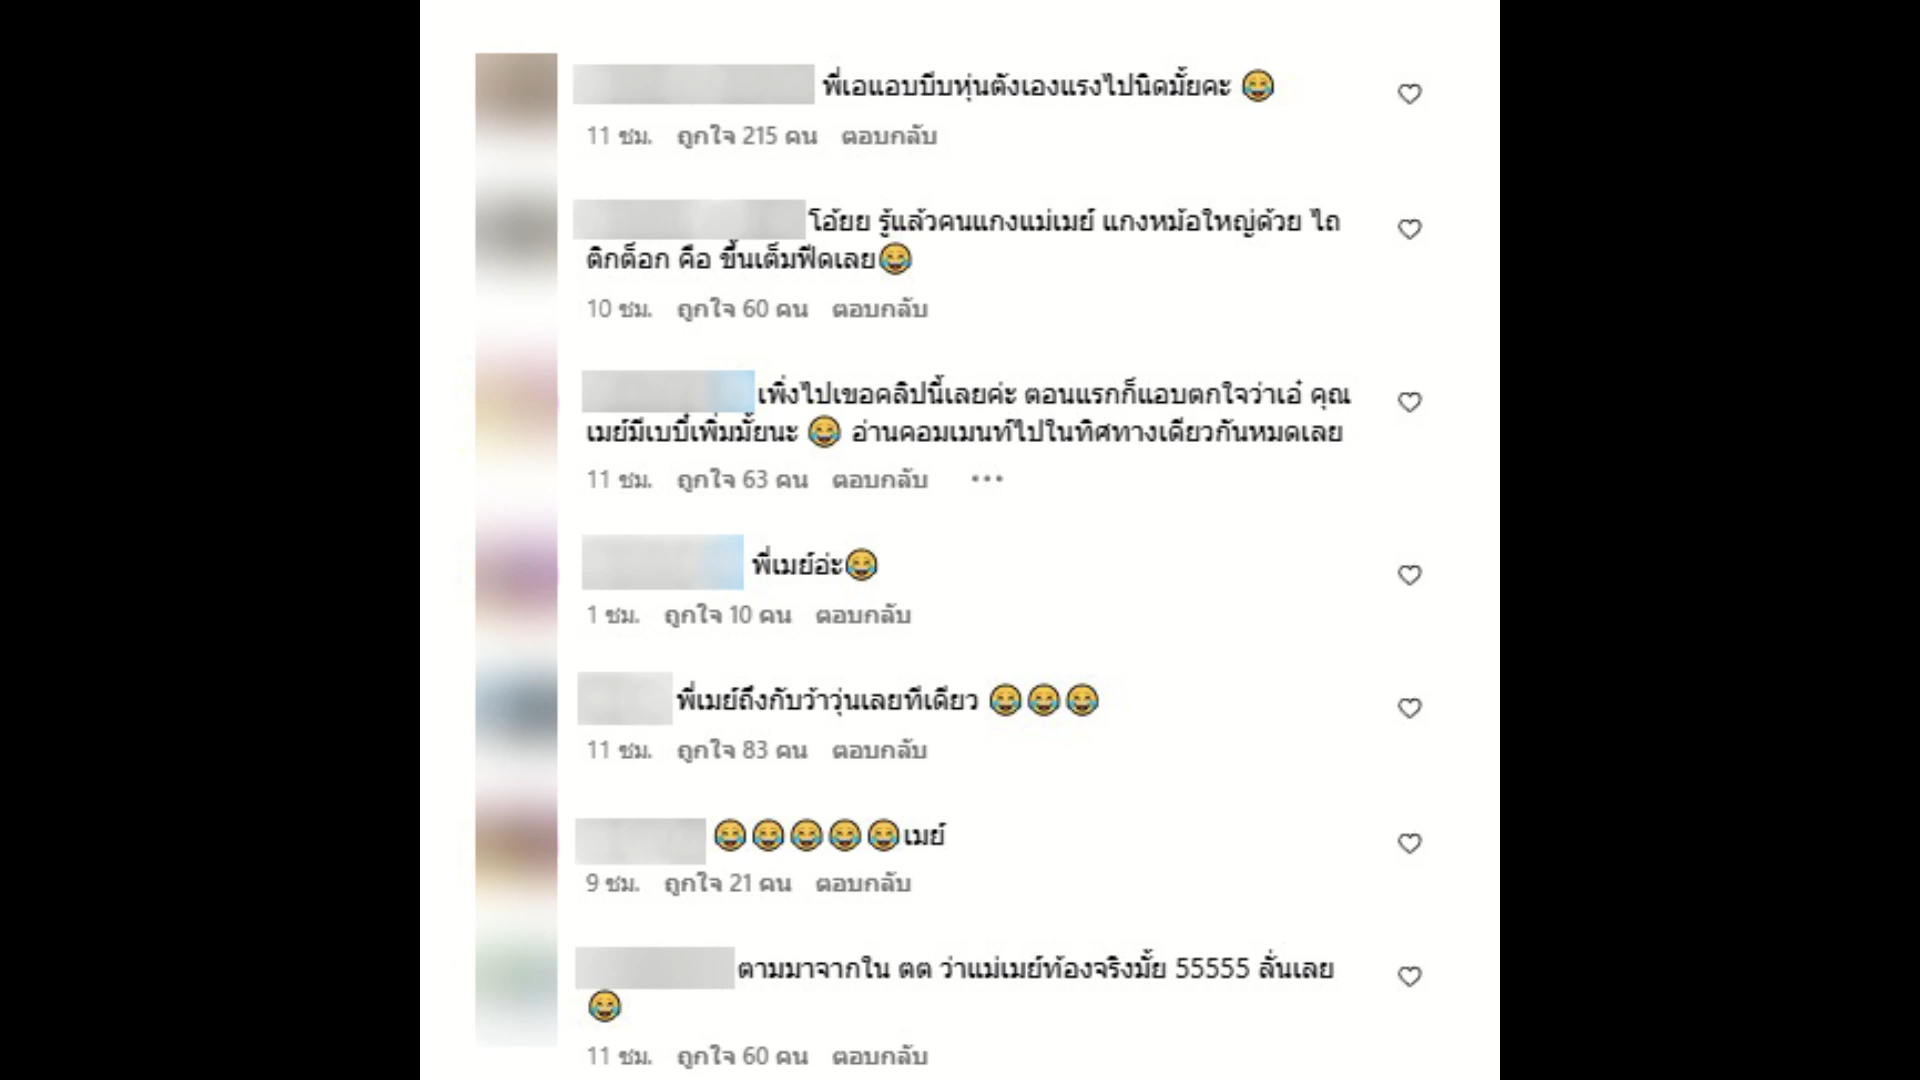 พี่เอแอบบีบหุ่นตังเองแรงไปนิดมั้ยคะ 😂
11 ชม. ถูกใจ 215 คน ตอบกลับ
โอ้ยย รู้แล้วคนแกงแม่เมย์ แกงหม้อใหญ่ด้วย ไถ
ติกต็อก คือ ขึ้นเต็มฟีดเลย😂
10 ชม. ถูกใจ 60 คน ตอบกลับ
เพิ่งไปเขอคลิปนี้เลยค่ะ ตอนแรกก็แอบตกใจว่าเอ๋ คุณ
เมย์มีเบบี๋เพิ่มมั้ยนะ 😂 อ่านคอมเมนท์ไปในทิศทางเดียวกันหมดเลย
11 ชม. ถูกใจ 63 คน ตอบกลับ •••
พี่เมย์อ่ะ😂
1 ชม. ถูกใจ 10 คน ตอบกลับ
พี่เมย์ถึงกับว้าวุ่นเลยทีเดียว 😂😂😂
11 ชม. ถูกใจ 83 คน ตอบกลับ
😂😂😂😂😂เมย์
9 ชม. ถูกใจ 21 คน ตอบกลับ
ตามมาจากใน ตต ว่าแม่เมย์ท้องจริงมั้ย 55555 ลั่นเลย
😂
11 ชม. ถูกใจ 60 คน ตอบกลับ